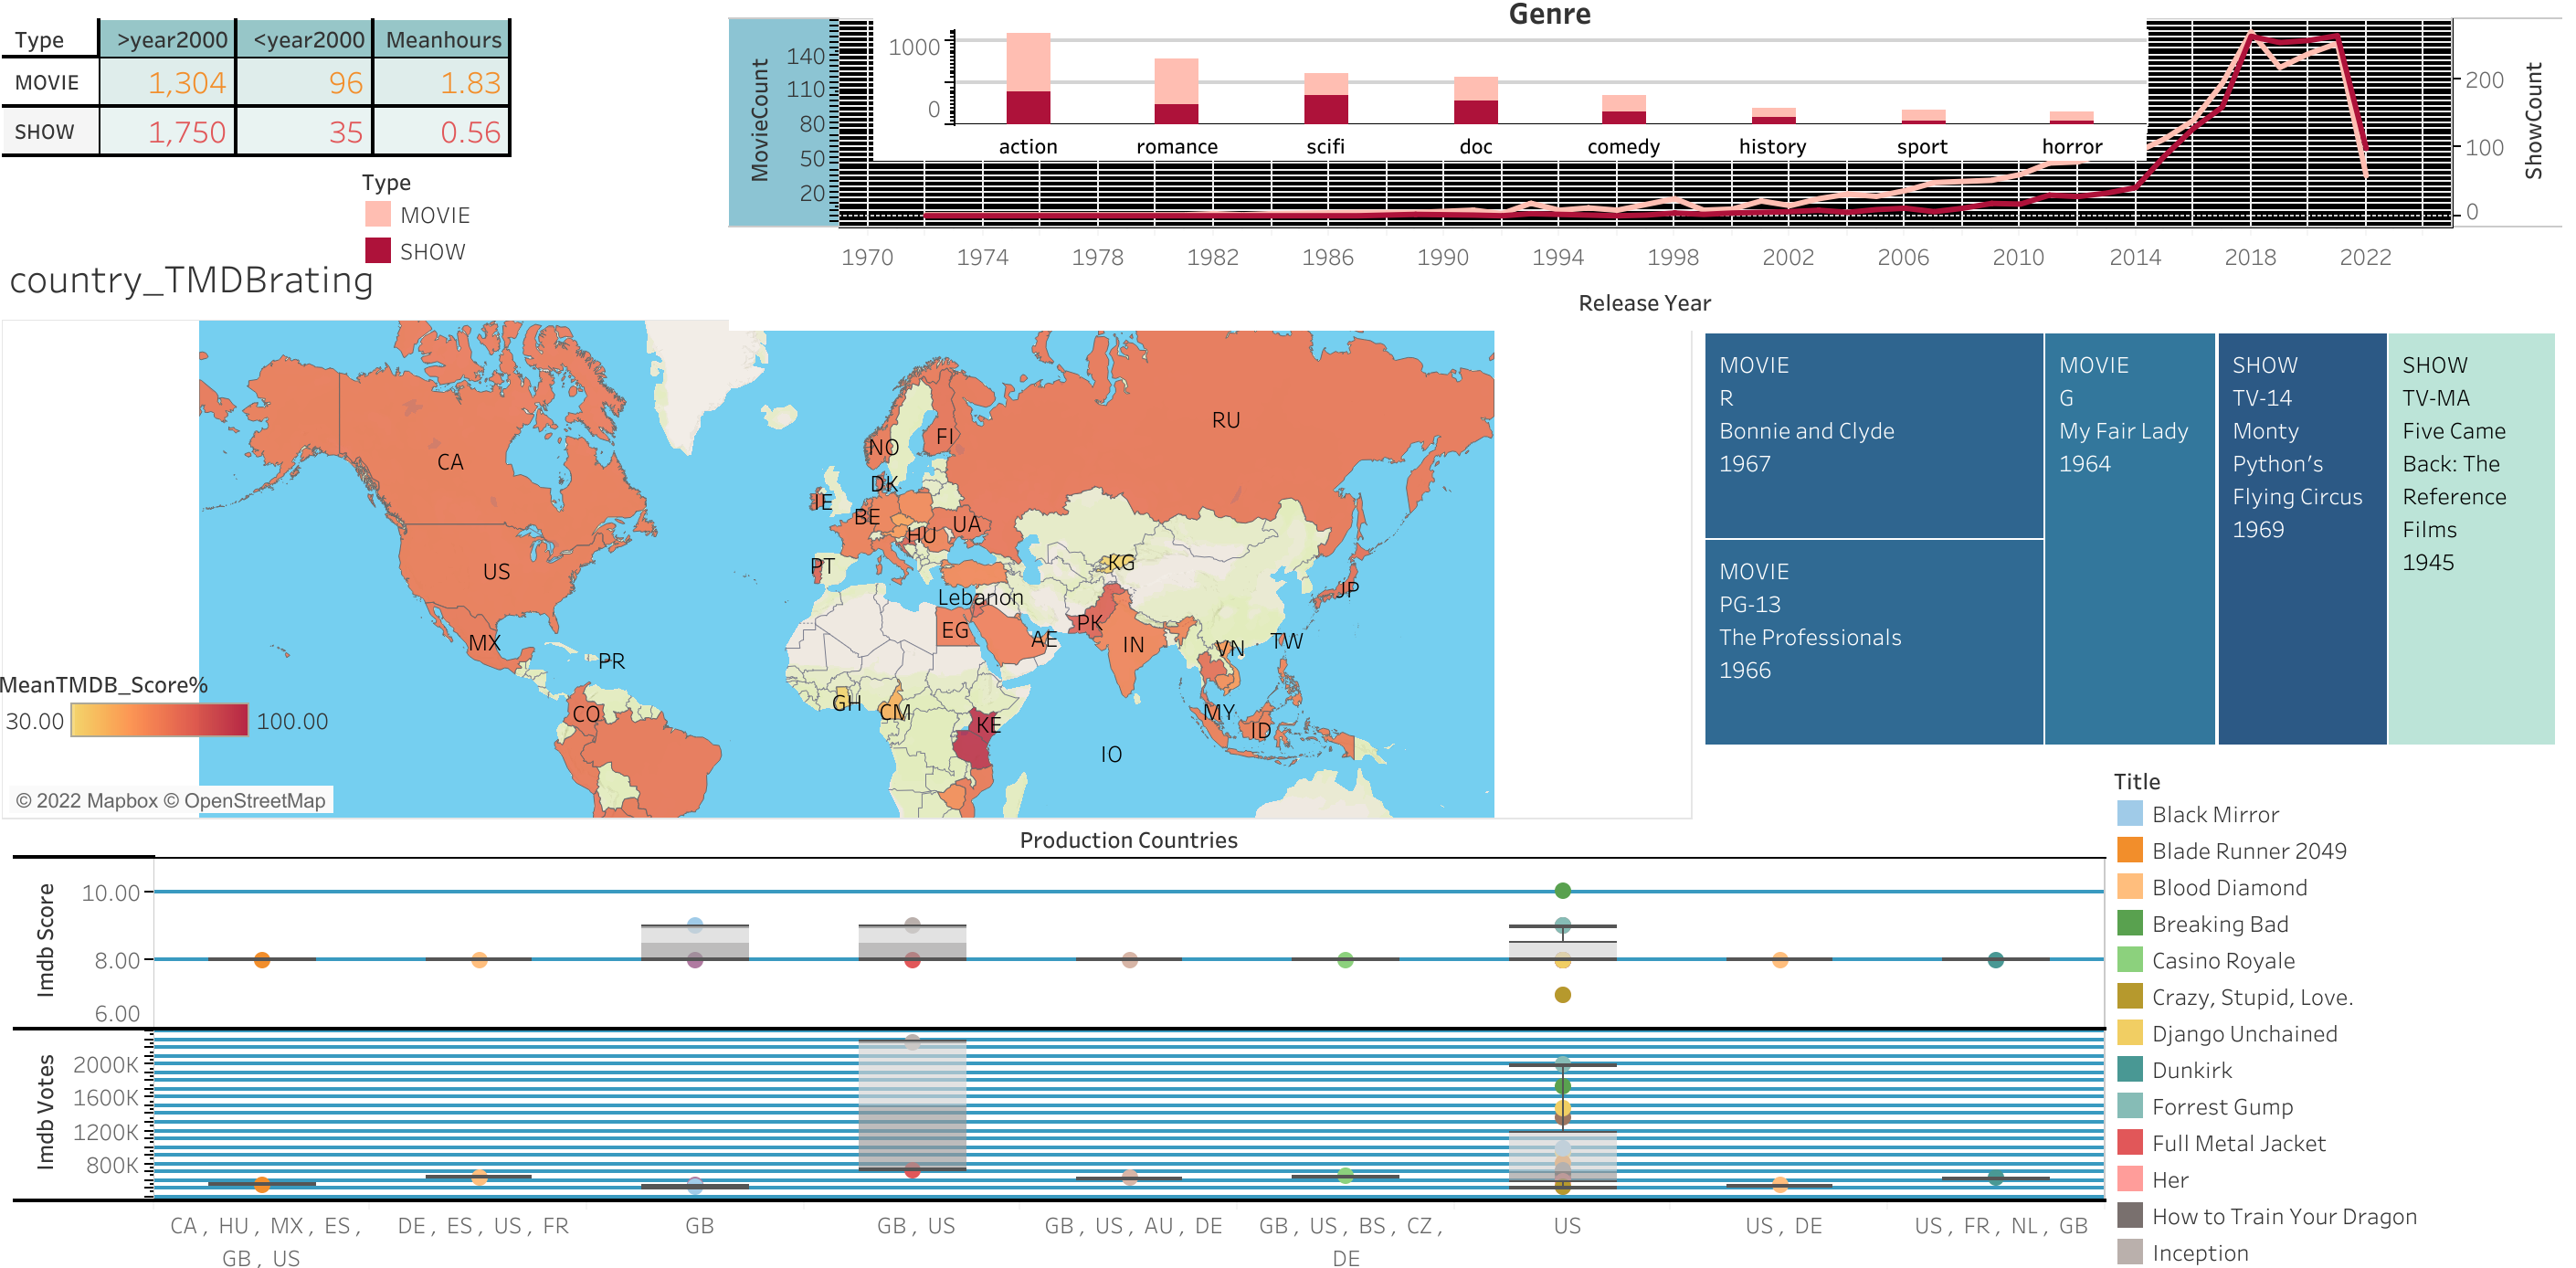 Type >year2000 <year2000 Meanhours
MOVIE 1,304 96 1.83
SHOW 1,750 35 0.56
Type
MOVIE
SHOW
Genre
MovieCount
140
110
80
50
20
1000
0
action romance scifi doc comedy history sport horror
200
100
0
ShowCount
1970 1974 1978 1982 1986 1990 1994 1998 2002 2006 2010 2014 2018 2022
Release Year
country_TMDBrating
CA
US
MX
PR
CO
NO
FI
RU
DK
IE
BE
UA
HU
PT
KG
Lebanon
JP
EG
AE
PK
IN
VN
TW
GH
CM
KE
MY
ID
IO
MeanTMDB_Score%
30.00 100.00
© 2022 Mapbox © OpenStreetMap
MOVIE
R
Bonnie and Clyde
1967
MOVIE
PG-13
The Professionals
1966
MOVIE
G
My Fair Lady
1964
SHOW
TV-14
Monty
Python's
Flying Circus
1969
SHOW
TV-MA
Five Came
Back: The
Reference
Films
1945
Production Countries
Imdb Score
10.00
8.00
6.00
Imdb Votes
2000K
1600K
1200K
800K
CA, HU, MX, ES,
GB, US
DE, ES, US, FR
GB
GB, US
GB, US, AU, DE
GB, US, BS, CZ,
DE
US
US, DE
US, FR, NL, GB
Title
Black Mirror
Blade Runner 2049
Blood Diamond
Breaking Bad
Casino Royale
Crazy, Stupid, Love.
Django Unchained
Dunkirk
Forrest Gump
Full Metal Jacket
Her
How to Train Your Dragon
Inception